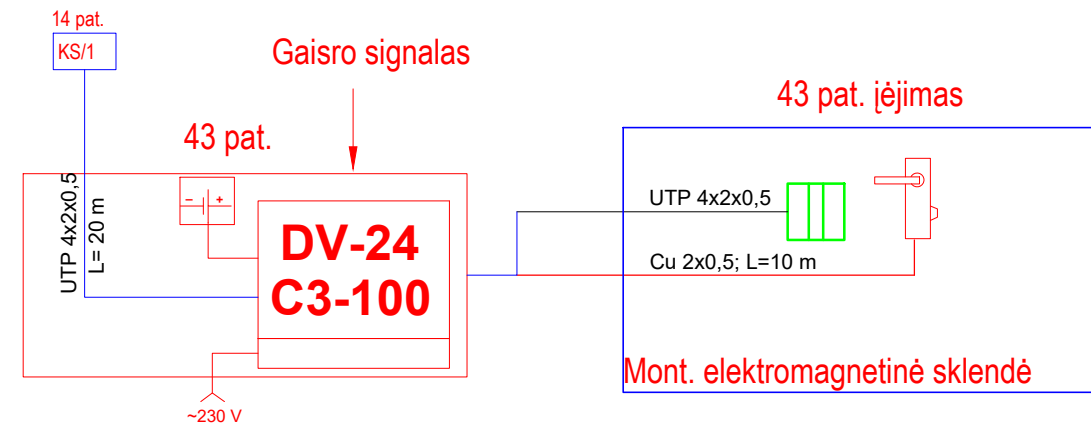 14 pat.
KS/1
Gaisro signalas
43 pat.
UTP 4x2x0,5
L= 20 m
- +
DV-24
C3-100
~230 V
43 pat. įėjimas
UTP 4x2x0,5
Cu 2x0,5; L=10 m
Mont. elektromagnetinė sklendė